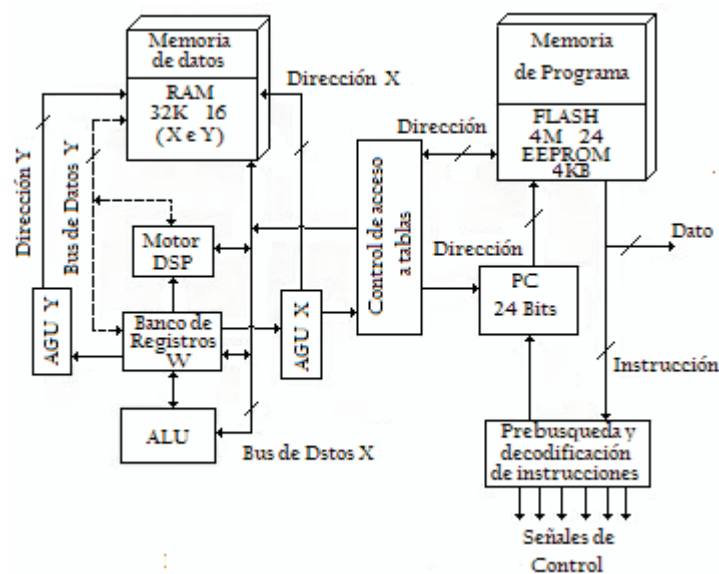 Memoria
de datos
RAM
32K 16
(X e Y)
Dirección X
Memoria
de Programa
FLASH
4M 24
EEPROM
4KB
Dirección
Dirección Y
Bus de Datos Y
Control de acceso
a tablas
Motor
DSP
Dirección
Dato
PC
24 Bits
AGU Y
Banco de
Registros
W
AGU X
Instrucción
ALU
Bus de Dstos X
Prebusqueda y
decodificación
de instrucciones
Señales de
Control